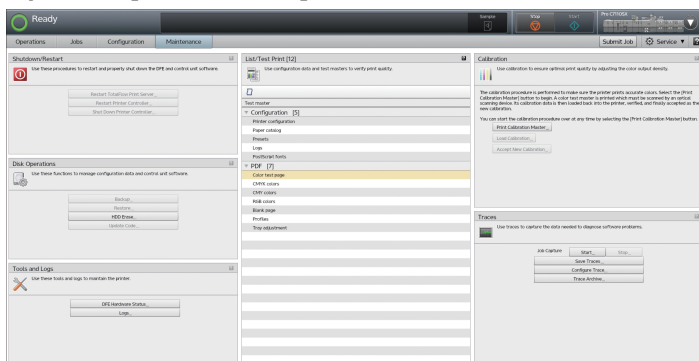 Ready
Sample
Stop
Start
Pro C7110SX
Operations
Jobs
Configuration
Maintenance
Submit Job
Service
Shutdown/Restart
Use these procedures to restart and properly shut down the DFE and control unit software.
Restart TotalFlow Print Server...
Restart Printer Controller...
Shut Down Printer Controller...
Disk Operations
Use these functions to manage configuration data and control unit software.
Backup...
Restore...
HDD Erase...
Update Code...
Tools and Logs
Use these tools and logs to maintain the printer.
DFE Hardware Status...
Logs...
List/Test Print [12]
Use configuration data and test masters to verify print quality.
Test master
Configuration [5]
Printer configuration
Paper catalog
Presets
Logs
PostScript fonts
PDF [7]
Color test page
CMYK colors
CMY colors
RGB colors
Blank page
Profiles
Tray adjustment
Calibration
Use calibration to ensure optimal print quality by adjusting the color output density.
The calibration procedure is performed to make sure the printer prints accurate colors. Select the [Print
Calibration Master] button to begin. A color test master is printed which must be scanned by an optical
scanning device. Its calibration data is then loaded back into the printer, verified, and finally accepted as the
new calibration.
You can start the calibration procedure over at any time by selecting the [Print Calibration Master] button.
Print Calibration Master...
Load Calibration...
Accept New Calibration...
Traces
Use traces to capture the data needed to diagnose software problems.
Job Capture:
Start...
Stop...
Save Traces...
Configure Trace...
Trace Archive...